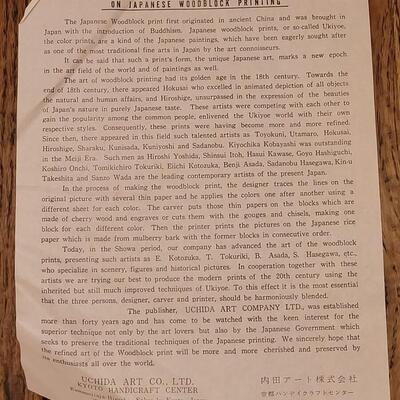 ON JAPANESE WOODBLOCK PRINTING
The Japanese Woodblock print first originated in ancient China and was brought in
Japan with the introduction of Buddhism. Japanese woodblock prints, or so-called Ukiyoe,
the color prints, are a kind of the Japanese paintings, which have been eagerly sought after
as one of the most traditional fine arts in Japan by the art connoisseurs.
It can be said that such a print's form, the unique Japanese art, marks a new epoch
in the art field of the world and of paintings as well.
The art of woodblock printing had its golden age in the 18th century. Towards the
end of 18th century, there appeared Hokusai who excelled in animated depiction of all objects
the natural and human affairs, and Hiroshige, unsurpassed in the expression of the beauties
of Japan's nature in purely Japanese taste. These artists were competing with each other to
gain the popularity among the common people, enlivened the Ukiyoe world with their own
respective styles. Consequently, these prints were having become more and more refined.
Since then, there appeared in this field such talented artists as Toyokuni, Utamaro, Hokusai,
Hiroshige, Sharaku, Kunisada, Kuniyoshi and Sadanobu. Kiyochika Kobayashi was outstanding
in the Meiji Era. Such men as Hiroshi Yoshida, Shinsui Itoh, Hasui Kawase, Goyo Hashiguchi,
Koshiro Onchi, Tomikichiro Tokuriki, Eiichi Kotozuka, Benji Asada, Sadanobu Hasegawa, Kin-u
Takeshita and Sanzo Wada are the leading contemporary artists of the present Japan.
In the process of making the woodblock print, the designer traces the lines on the
original picture with several thin paper and he applies the colors one after another using a
different sheet for each color. The carver puts those thin papers on the blocks which are
made of cherry wood and engraves or cuts them with the gouges and chisels, making one
block for each different color. Then the printer prints the pictures on the Japanese rice
paper which is made from mulberry bark with the former blocks in consecutive order.
Today, in the Showa period, our company has advanced the art of the woodblock
prints, presenting such artists as E. Kotozuka, T. Tokuriki, B. Asada, S. Hasegawa, etc.,
who specialize in scenery, figures and historical pictures. In cooperation together with these
artists we are trying our best to produce the modern prints of the 20th century using the
inherited but still much improved techniques of Ukiyoe. To this effect it is the most essential
that the three persons, designer, carver and printer, should be harmoniously blended.
The publisher, UCHIDA ART COMPANY LTD., was established
more than forty years ago and has come to be watched with the keen interest for the
superior technique not only by the art lovers but also by the Japanese Government which
seeks to preserve the traditional techniques of the Japanese printing. We sincerely hope that
the refined art of the Woodblock print will be more and more cherished and preserved by
its enthusiasts all over the world.
UCHIDA ART CO., LTD.
KYOTO HANDICRAFT CENTER
内田アート株式会社
京都ハンディクラフトセンター